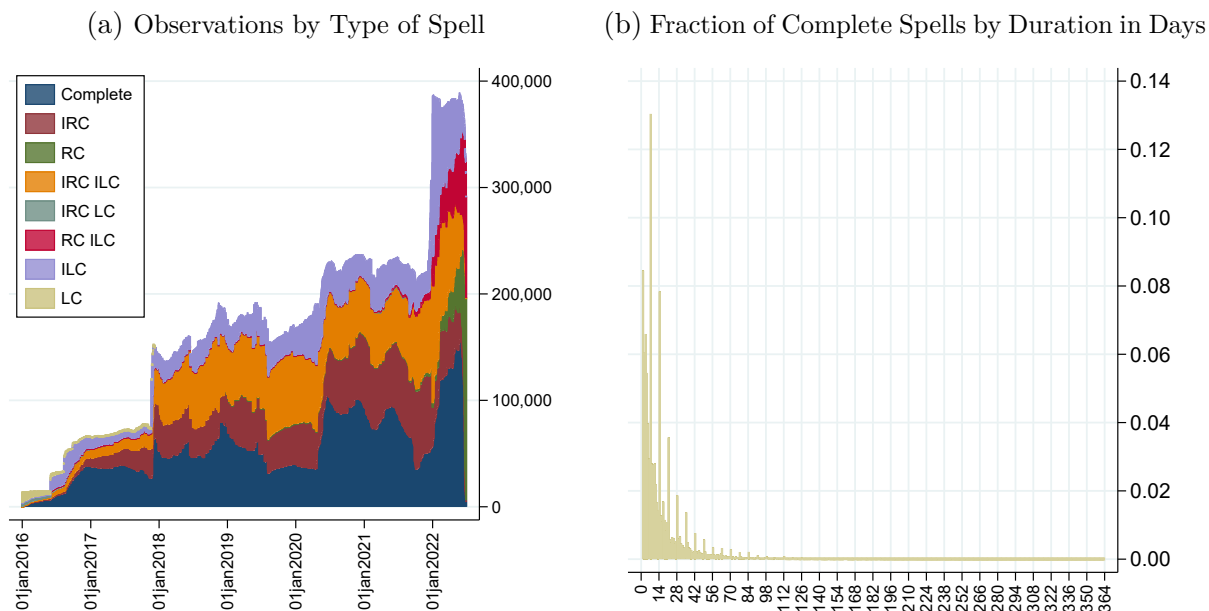 (a) Observations by Type of Spell
Complete
IRC
RC
IRC ILC
IRC LC
RC ILC
ILC
LC
400,000
300,000
200,000
100,000
0
01jan2016
01jan2017
01jan2018
01jan2019
01jan2020
01jan2021
01jan2022
(b) Fraction of Complete Spells by Duration in Days
0.14
0.12
0.10
0.08
0.06
0.04
0.02
0.00
0
14
28
42
56
70
84
98
112
126
140
154
168
182
196
210
224
238
252
266
280
294
308
322
336
350
364